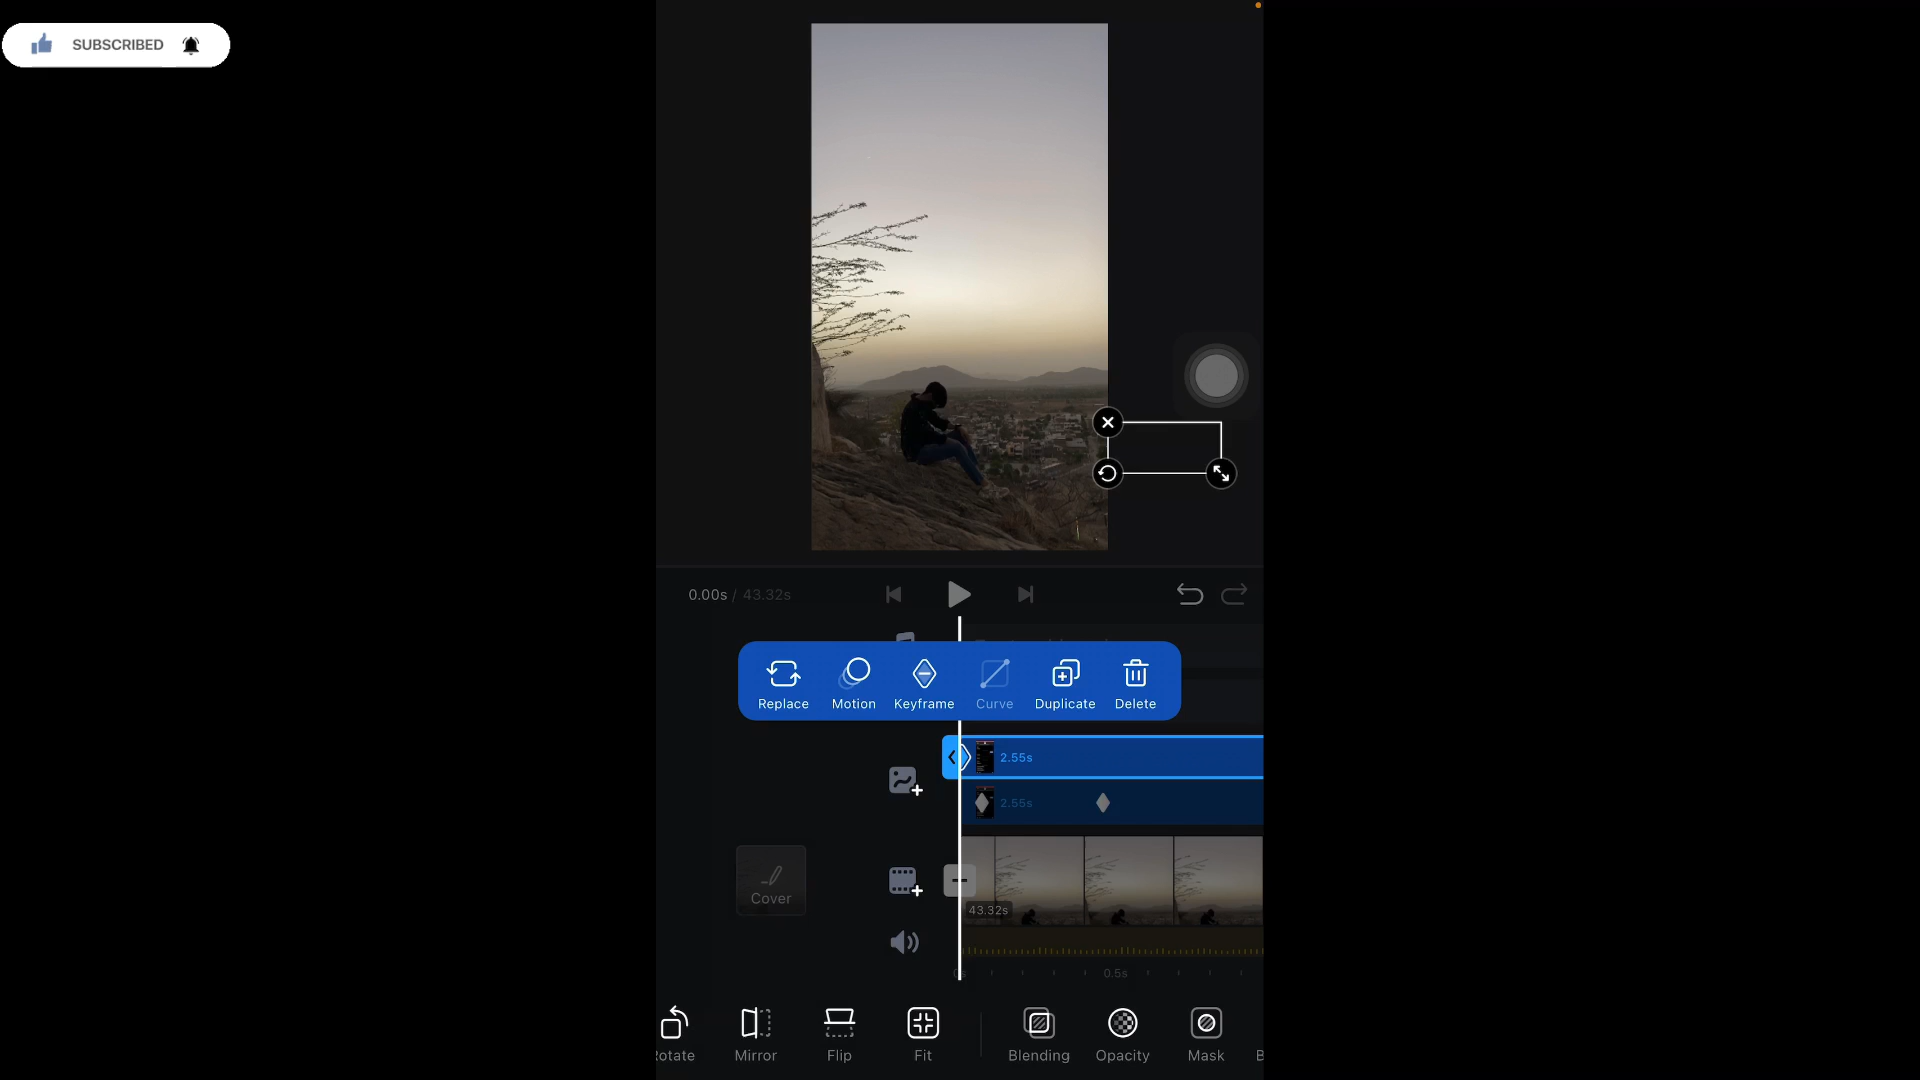 SUBSCRIBED
0.00s / 43.32s
Replace
Motion
Keyframe
Curve
Duplicate
Delete
2.55s
2.55s
Cover
43.32s
0.5s
otate
Mirror
Flip
Fit
Blending
Opacity
Mask
B